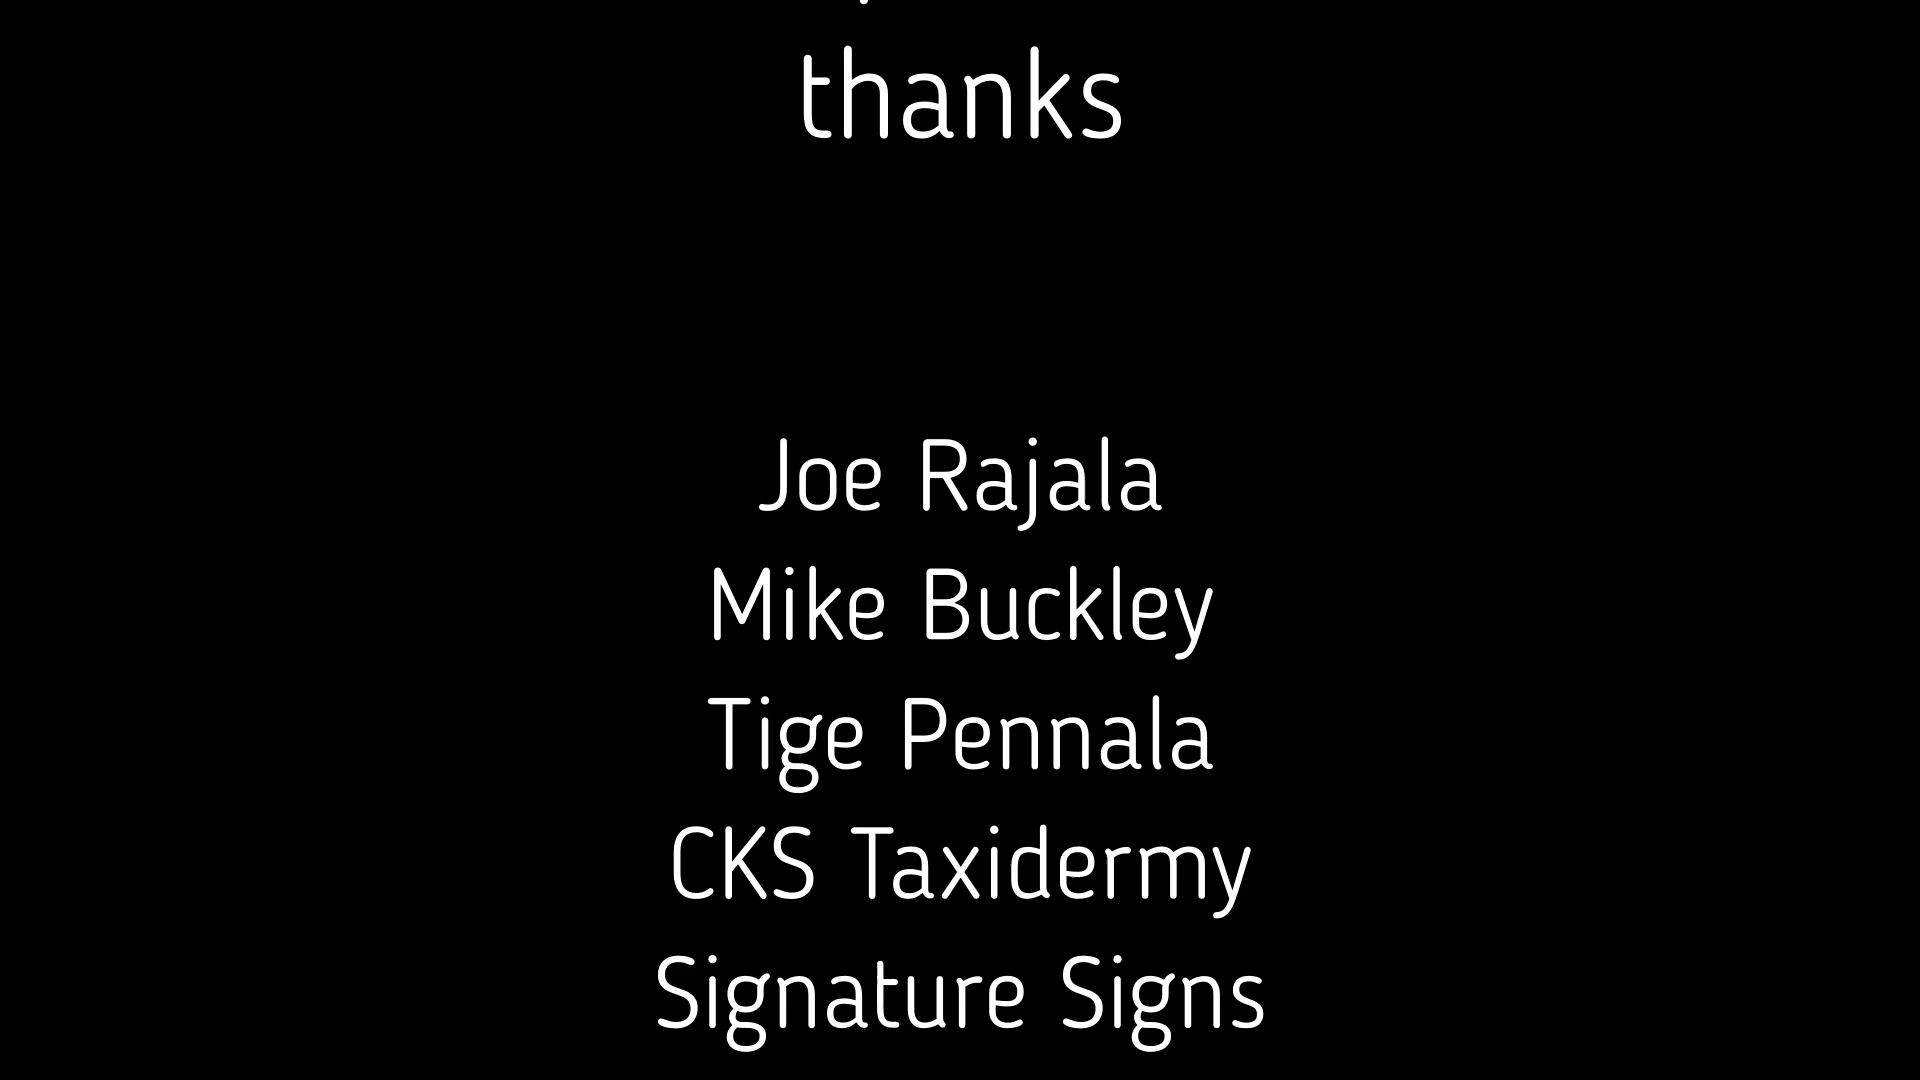 thanks
Joe Rajala
Mike Buckley
Tige Pennala
CKS Taxidermy
Signature Signs